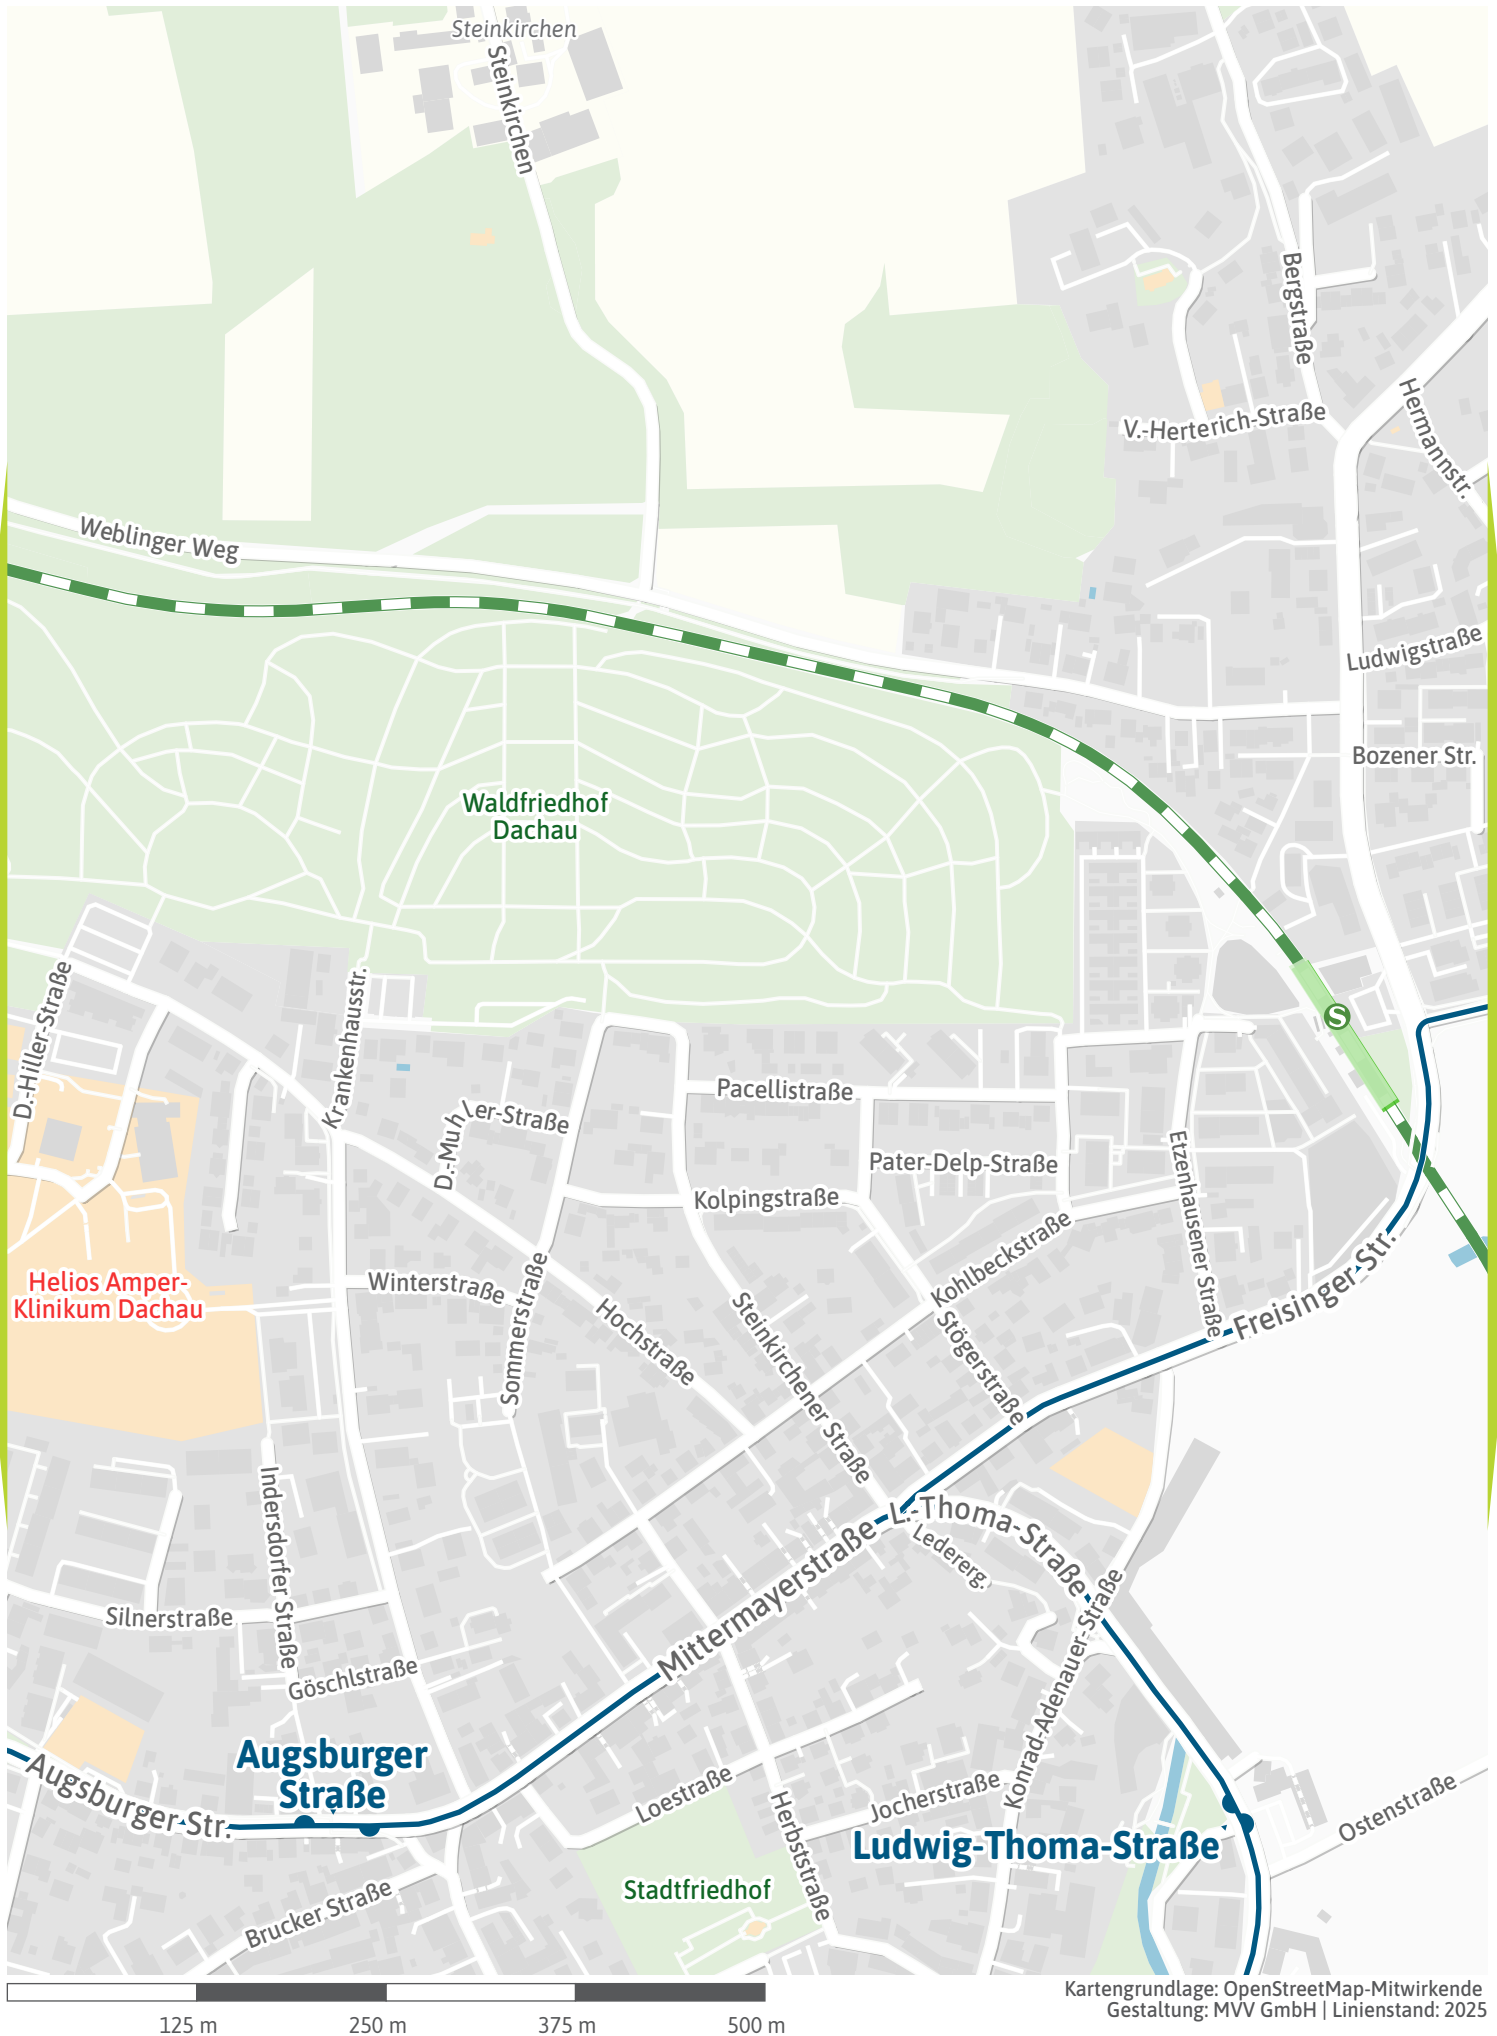 Steinkirchen
Steinkirchen
Bergstraße
Hermannstr.
V.-Herterich-Straße
Weblinger Weg
Ludwigstraße
Bozener Str.
Waldfriedhof
Dachau
D.-Hiller-Straße
Krankenhausstr.
S
Pacellistraße
D.-Muhler-Straße
Pater-Delp-Straße
Kolpingstraße
Etzenhausener Straße
Kohlbeckstraße
Freisinger Str.
Helios Amper-
Klinikum Dachau
Winterstraße
Sommerstraße
Hochstraße
Steinkirchener Straße
Stögerstraße
Indersdorfer Straße
L.-Thoma-Straße
Ledererg.
Mittermayerstraße
Silnerstraße
Göschlstraße
Konrad-Adenauer-Straße
Augsburger
Straße
Augsburger Str.
Loestraße
Herbststraße
Jocherstraße
Ludwig-Thoma-Straße
Ostenstraße
Stadtfriedhof
Brucker Straße
125 m
250 m
375 m
500 m
Kartengrundlage: OpenStreetMap-Mitwirkende
Gestaltung: MVV GmbH | Linienstand: 2025